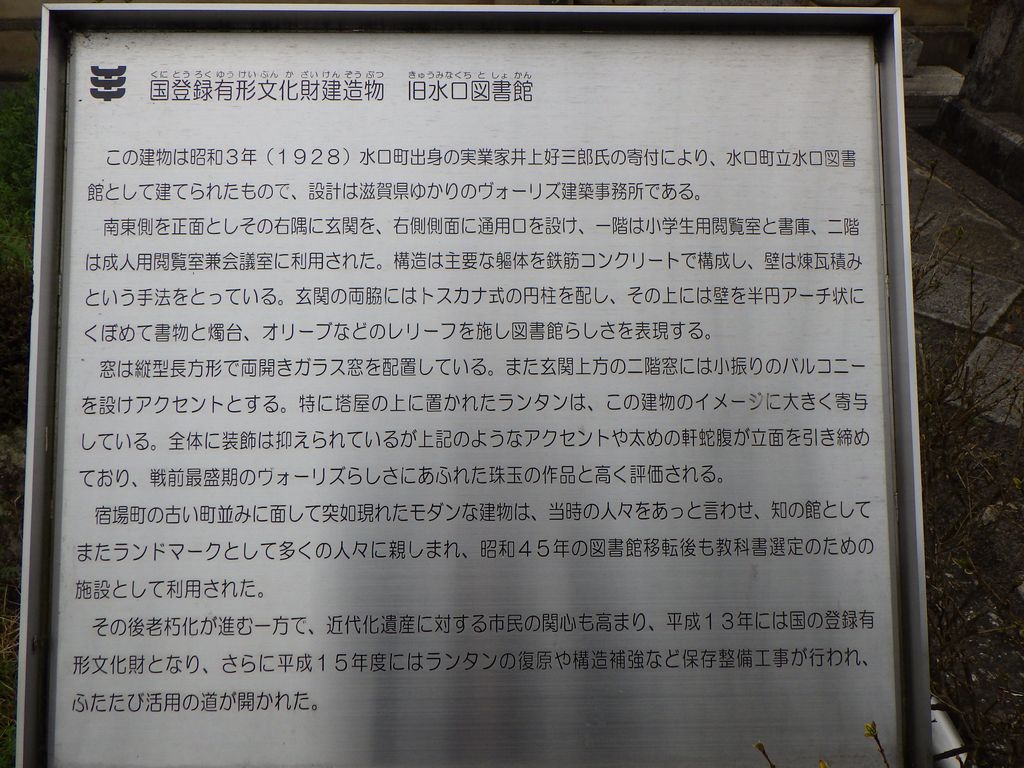 くにとうろくゆうけいぶんかざいけんぞうぶつ きゅうみなくちとしょかん
国登録有形文化財建造物 旧水口図書館
この建物は昭和3年（1928）水口町出身の実業家井上好三郎氏の寄付により、水口町立水口図書
館として建てられたもので、設計は滋賀県ゆかりのヴォーリズ建築事務所である。
南東側を正面としその右隅に玄関を、右側側面に通用口を設け、一階は小学生用閲覧室と書庫、二階
は成人用閲覧室兼会議室に利用された。構造は主要な躯体を鉄筋コンクリートで構成し、壁は煉瓦積み
という手法をとっている。玄関の両脇にはトスカナ式の円柱を配し、その上には壁を半円アーチ状に
くぼめて書物と燭台、オリーブなどのレリーフを施し図書館らしさを表現する。
窓は縦型長方形で両開きガラス窓を配置している。また玄関上方の二階窓には小振りのバルコニー
を設けアクセントとする。特に塔屋の上に置かれたランタンは、この建物のイメージに大きく寄与
している。全体に装飾は抑えられているが上記のようなアクセントや太めの軒蛇腹が立面を引き締め
ており、戦前最盛期のヴォーリズらしさにあふれた珠玉の作品と高く評価される。
宿場町の古い町並みに面して突如現れたモダンな建物は、当時の人々をあっと言わせ、知の館として
またランドマークとして多くの人々に親しまれ、昭和45年の図書館移転後も教科書選定のための
施設として利用された。
その後老朽化が進む一方で、近代化遺産に対する市民の関心も高まり、平成13年には国の登録有
形文化財となり、さらに平成15年度にはランタンの復原や構造補強など保存整備工事が行われ、
ふたたび活用の道が開かれた。